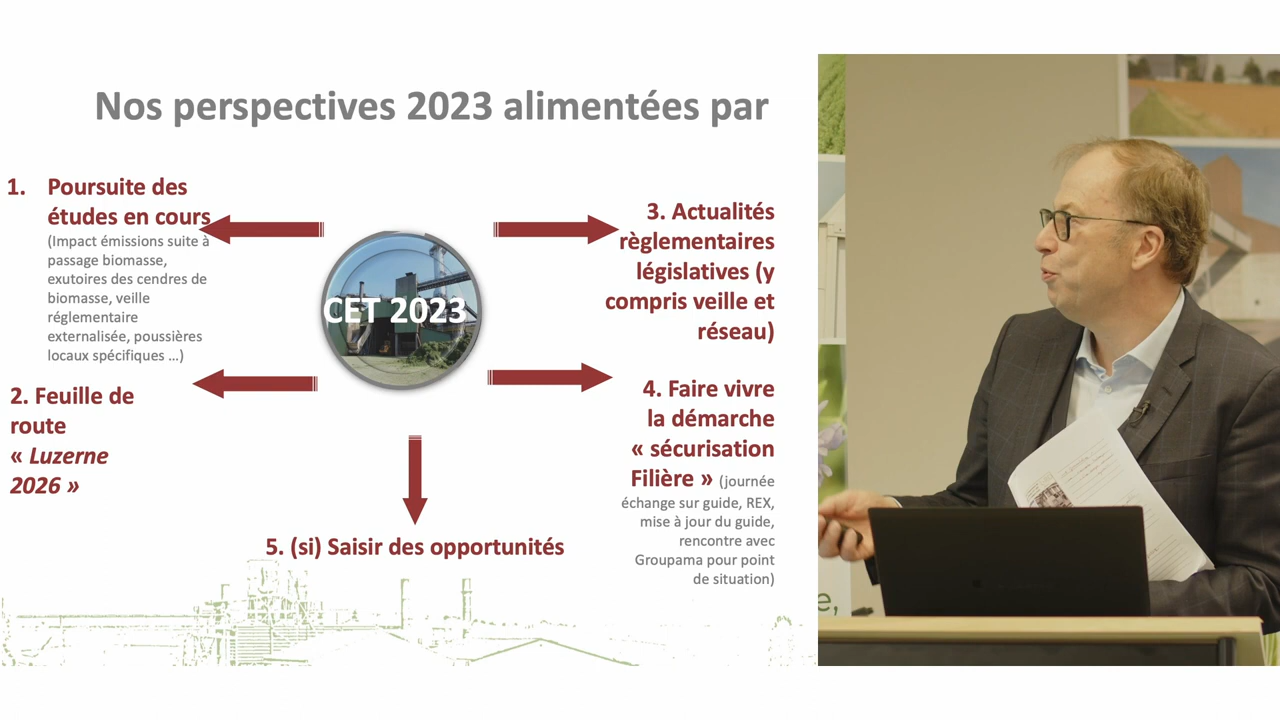 Nos perspectives 2023 alimentées par
1. Poursuite des
études en cours
(Impact émissions suite à
passage biomasse,
exutoires des cendres de
biomasse, veille
réglementaire
externalisée, poussières
locaux spécifiques …)
2. Feuille de
route
« Luzerne
2026 »
CET 2023
3. Actualités
règlementaires
législatives (y
compris veille et
réseau)
4. Faire vivre
la démarche
« sécurisation
Filière » (journée
échange sur guide, REX,
mise à jour du guide,
rencontre avec
Groupama pour point
de situation)
5. (si) Saisir des opportunités